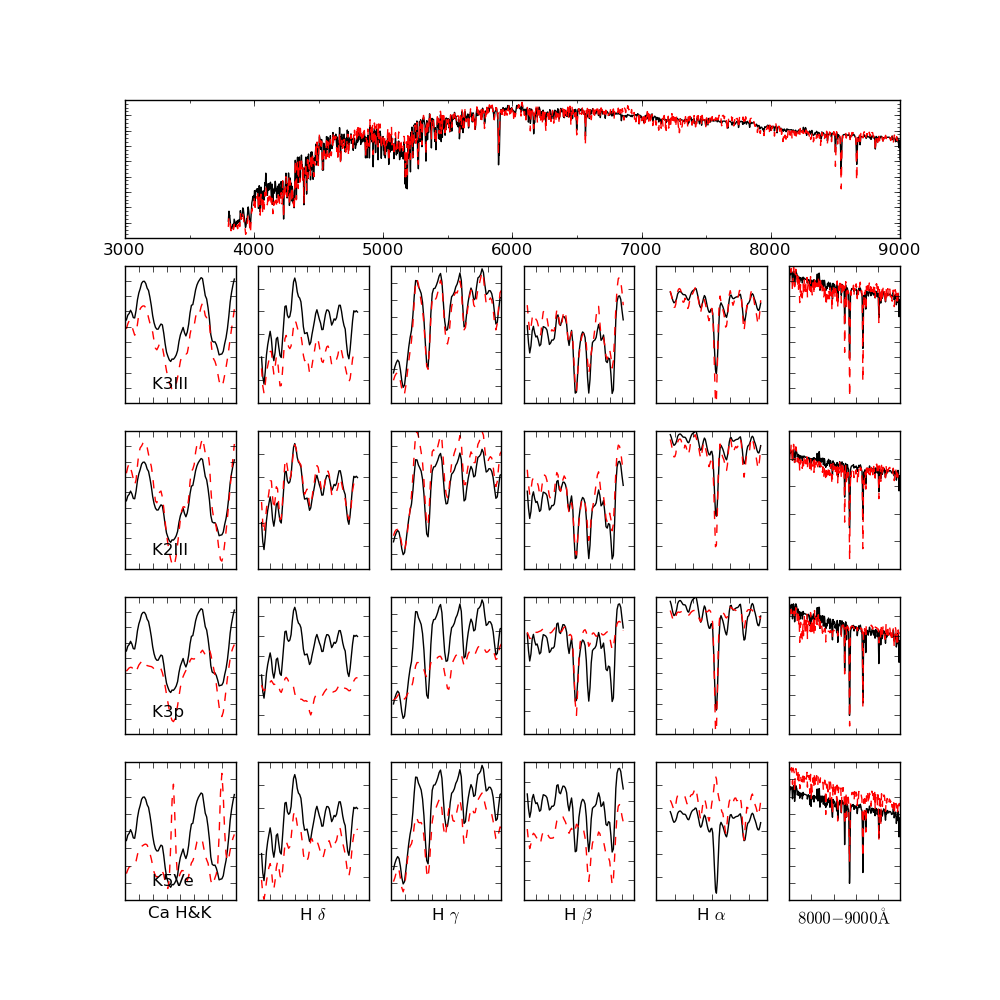 3000 4000 5000 6000 7000 8000 9000
K3III
K2III
K3p
K5Ve
Ca H&K H δ H γ H β H α 8000−9000Å